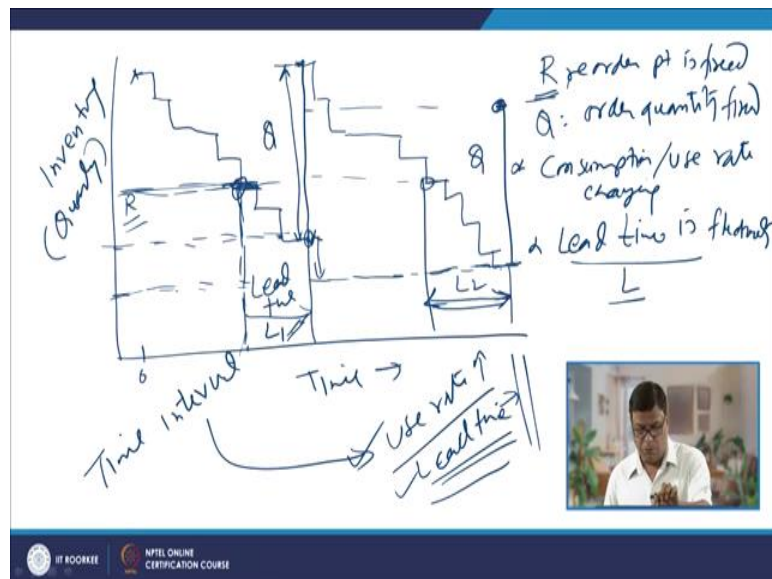 Inventory
(Quantity)
R
Q
Lead
time
L1
Q
L2
0
Time →
Time interval
Use rate ↑
Lead time
R reorder pt is fixed
Q: order quantity fixed
Consumption/use rate
changing
Lead time is
L
IIT ROORKEE
NPTEL ONLINE
CERTIFICATION COURSE